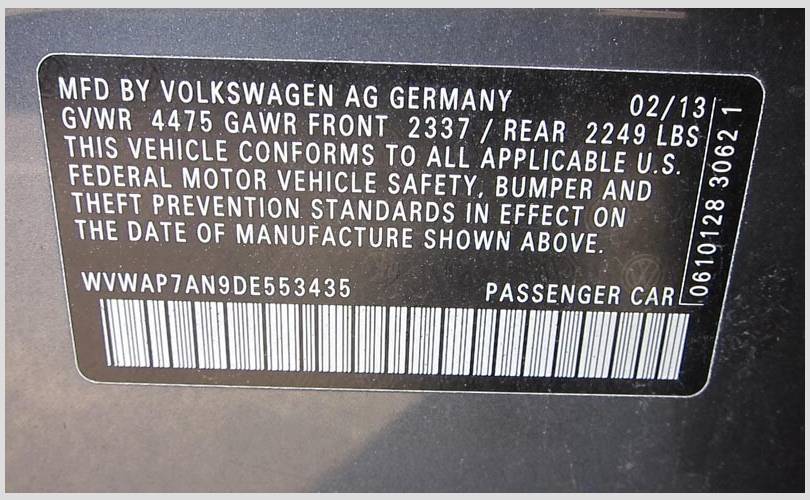 MFD BY VOLKSWAGEN AG GERMANY 02/13
GVWR 4475 GAWR FRONT 2337 / REAR 2249 LBS
THIS VEHICLE CONFORMS TO ALL APPLICABLE U.S.
FEDERAL MOTOR VEHICLE SAFETY, BUMPER AND
THEFT PREVENTION STANDARDS IN EFFECT ON
THE DATE OF MANUFACTURE SHOWN ABOVE.
WVWAP7AN9DE553435 PASSENGER CAR
0610128 3062 1